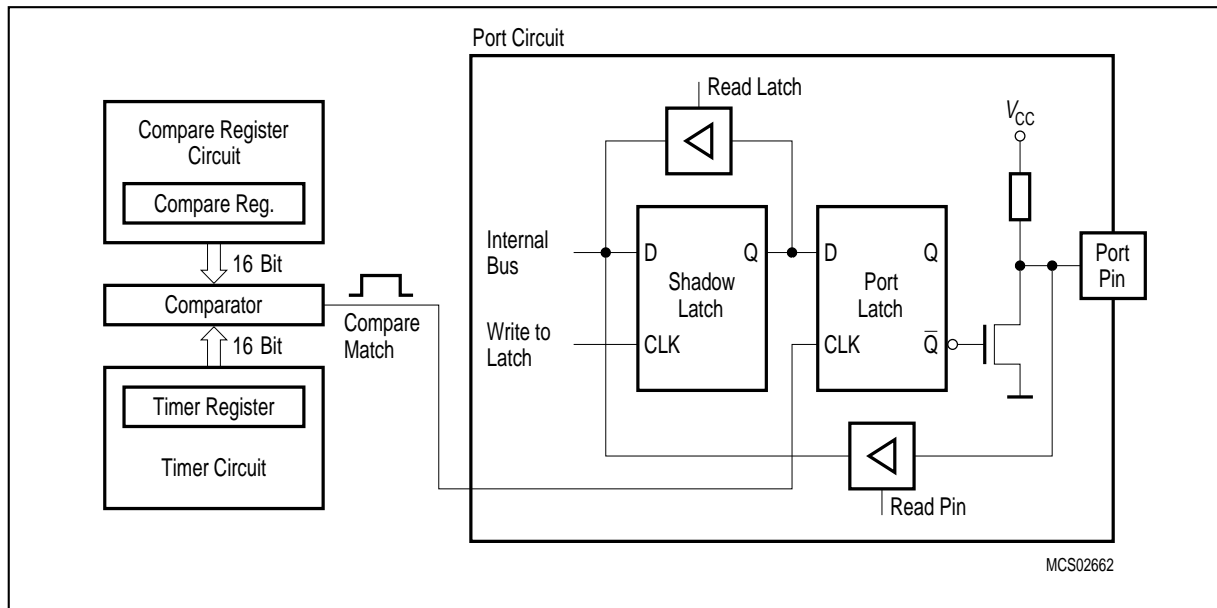 Port Circuit
Compare Register
Circuit
Compare Reg.
16 Bit
Comparator
16 Bit
Timer Register
Timer Circuit
Compare
Match
Read Latch
Internal
Bus
Write to
Latch
D
Q
Shadow
Latch
CLK
D
Q
Port
Latch
CLK
Q̅
VCC
Port
Pin
Read Pin
MCS02662